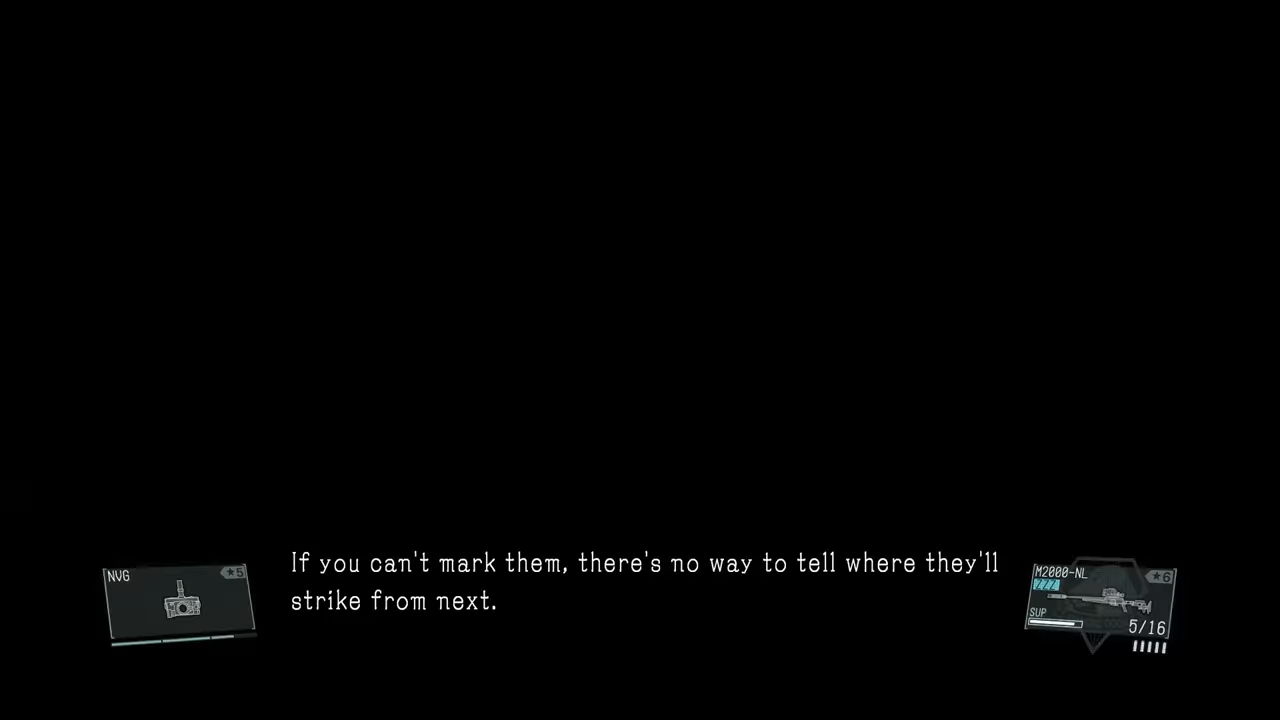 If you can't mark them, there's no way to tell where they'll
strike from next.
NVG
★5
M2000-NL
★6
ZZZ
SUP
5/16